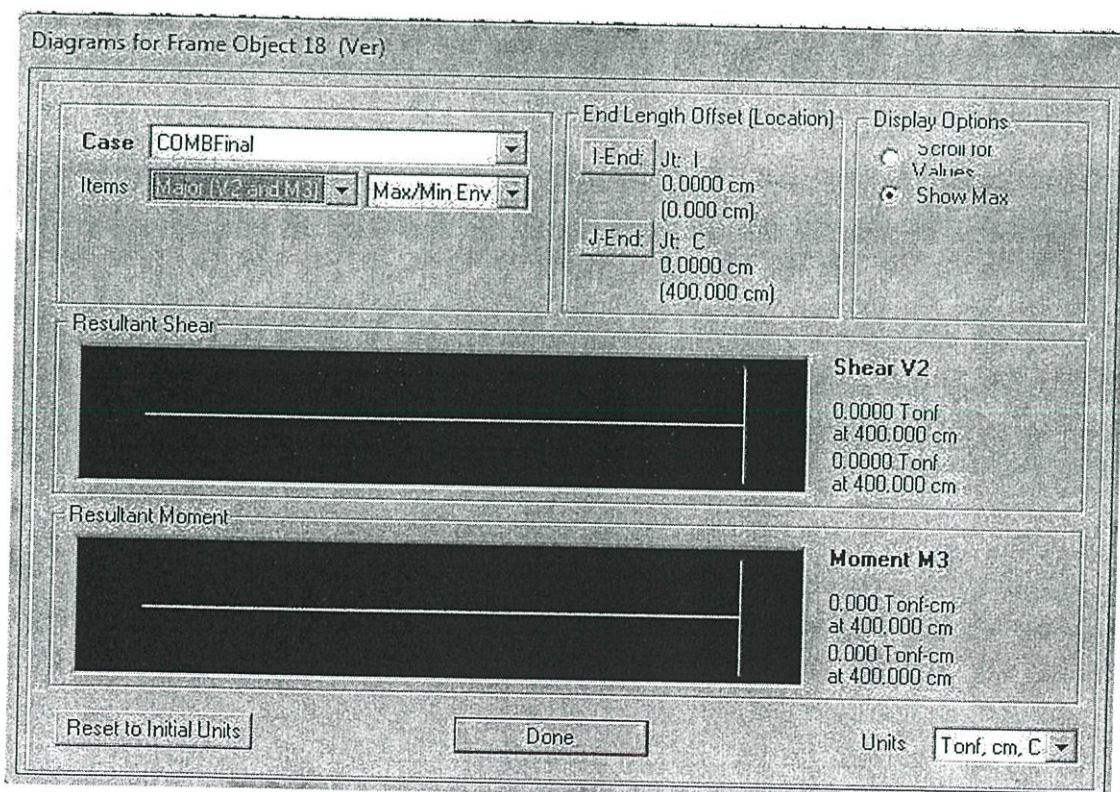 Diagrams for Frame Object 18 (Ver)
Case COMBFinal
Items Major (V2 and M3) Max/Min Env
End Length Offset (Location)
I-End: Jt: I
0.0000 cm
(0.000 cm)
J-End: Jt: C
0.0000 cm
(400.000 cm)
Display Options
Scroll for
Values
Show Max
Resultant Shear
Shear V2
0.0000 Tonf
at 400.000 cm
0.0000 Tonf
at 400.000 cm
Resultant Moment
Moment M3
0.000 Tonf-cm
at 400.000 cm
0.000 Tonf-cm
at 400.000 cm
Reset to Initial Units
Done
Units Tonf, cm, C